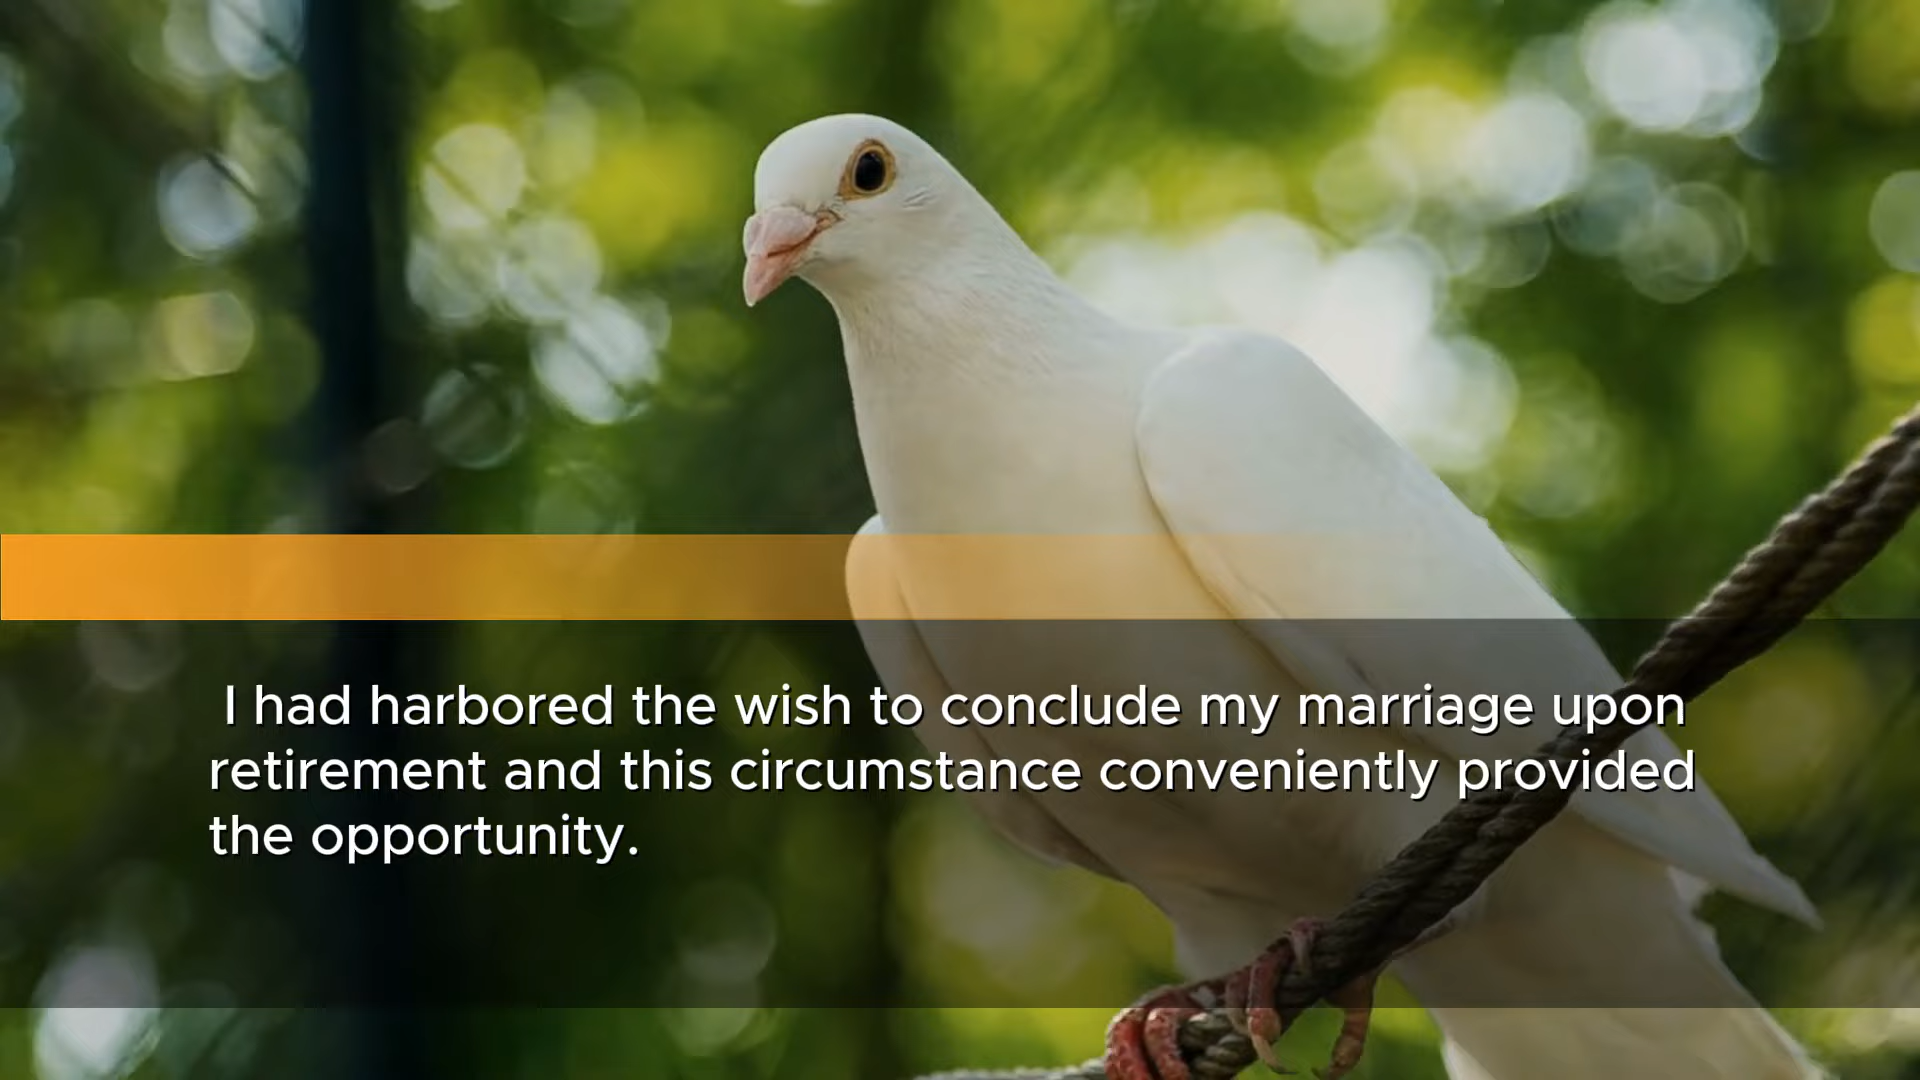 I had harbored the wish to conclude my marriage upon
retirement and this circumstance conveniently provided
the opportunity.